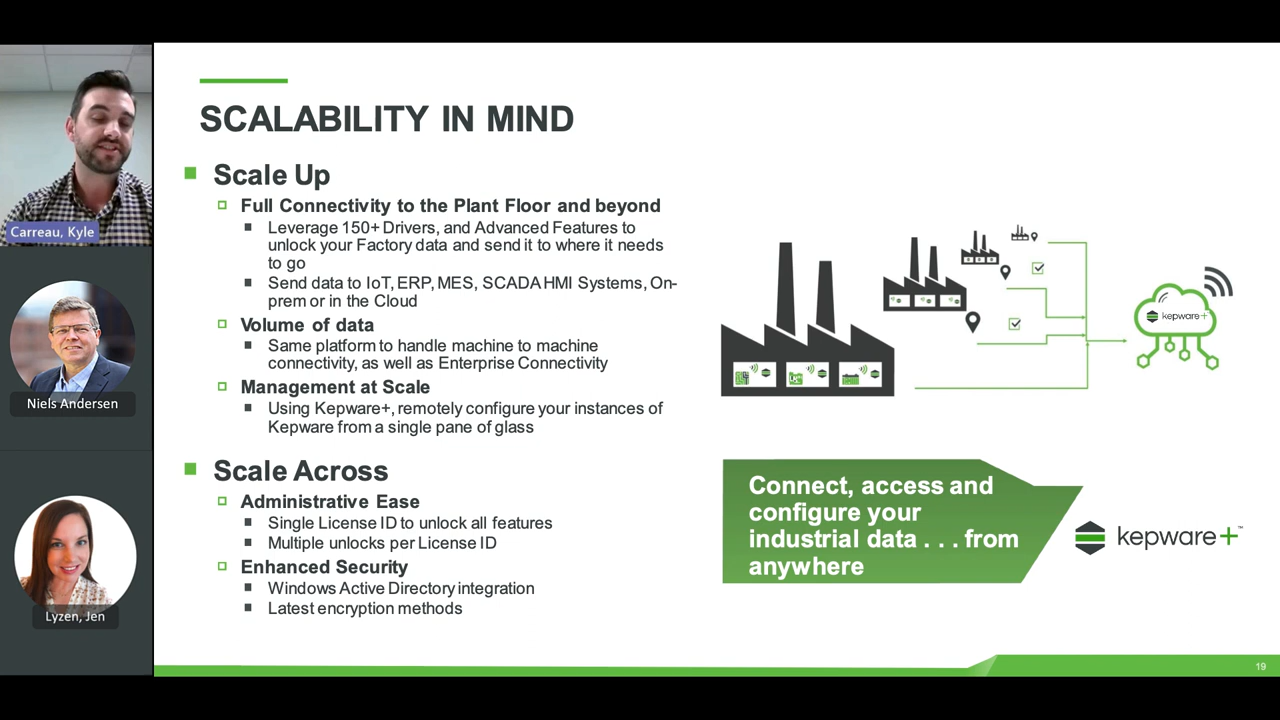 Carreau, Kyle
Niels Andersen
Lyzen, Jen
SCALABILITY IN MIND
Scale Up
Full Connectivity to the Plant Floor and beyond
Leverage 150+ Drivers, and Advanced Features to
unlock your Factory data and send it to where it needs
to go
Send data to IoT, ERP, MES, SCADA HMI Systems, On-
prem or in the Cloud
Volume of data
Same platform to handle machine to machine
connectivity, as well as Enterprise Connectivity
Management at Scale
Using Kepware+, remotely configure your instances of
Kepware from a single pane of glass
Scale Across
Administrative Ease
Single License ID to unlock all features
Multiple unlocks per License ID
Enhanced Security
Windows Active Directory integration
Latest encryption methods
kepware+
Connect, access and
configure your
industrial data . . . from
anywhere
kepware+™
19